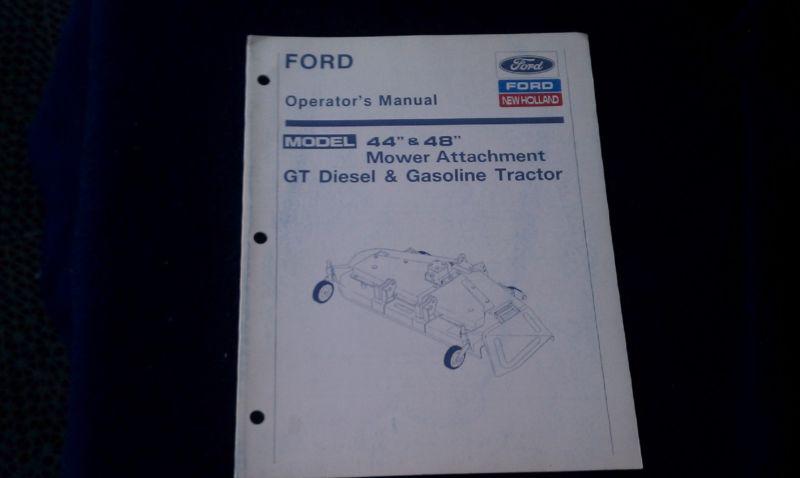 FORD
Ford
FORD
NEW HOLLAND
Operator's Manual
MODEL 44" & 48"
Mower Attachment
GT Diesel & Gasoline Tractor